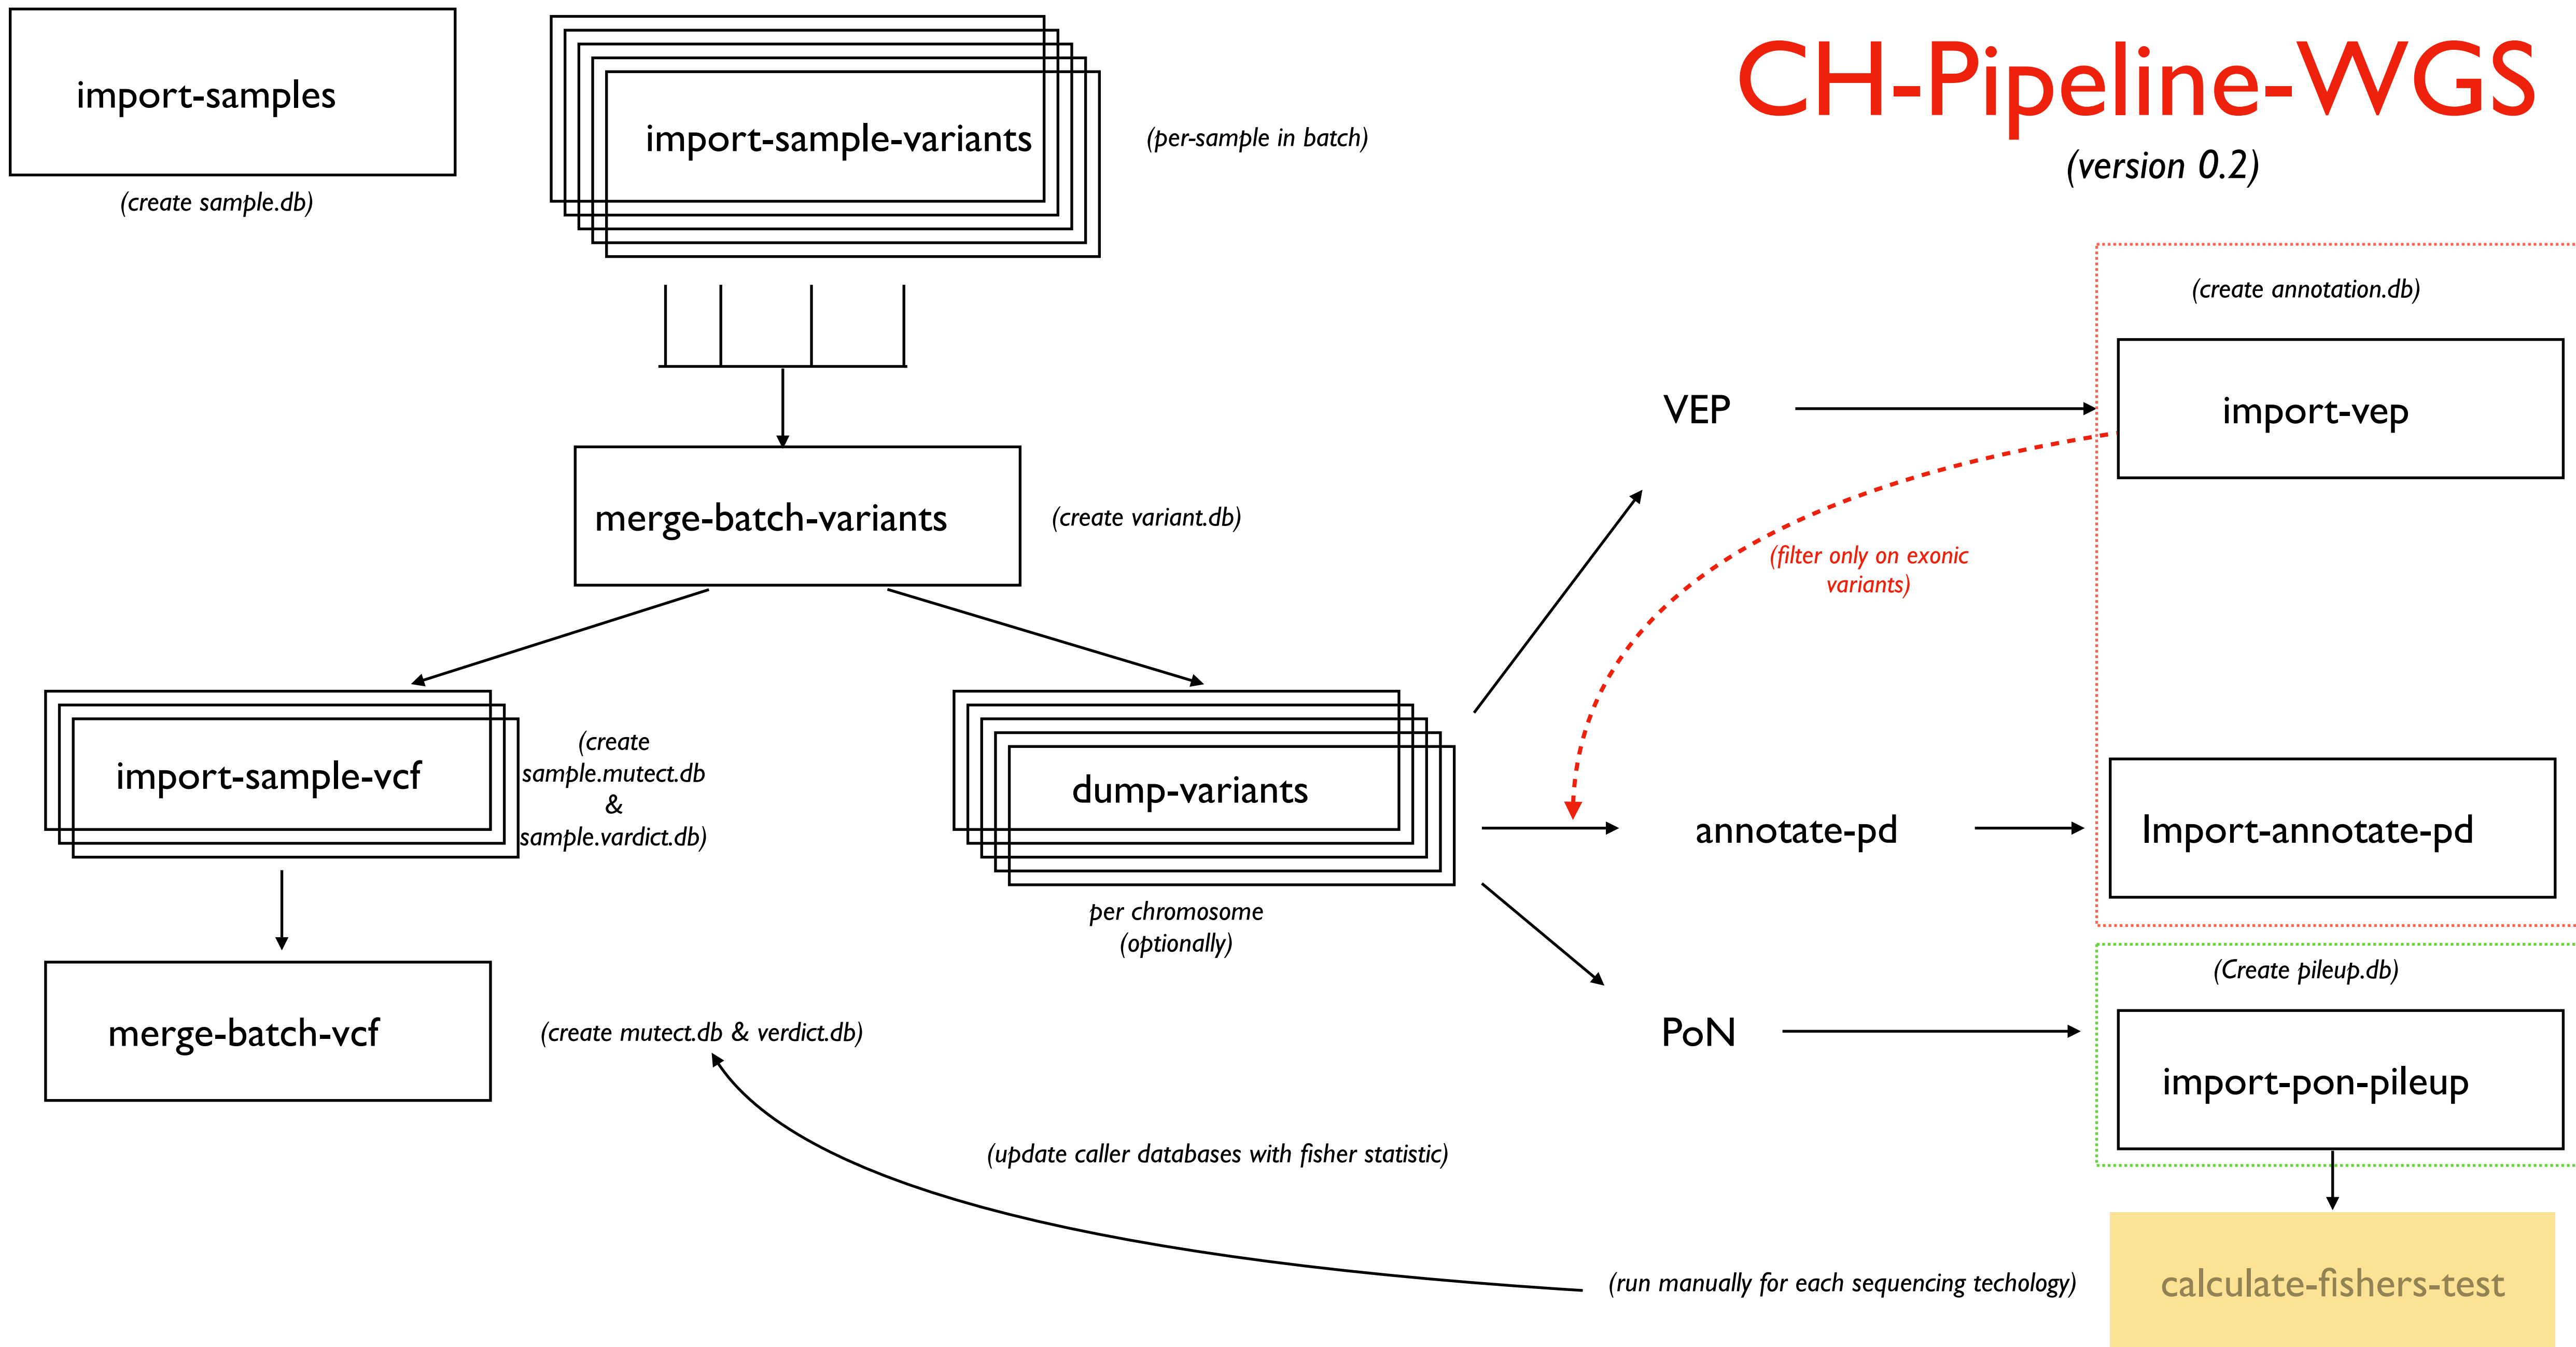 CH-Pipeline-WGS
(version 0.2)
import-samples
(create sample.db)
import-sample-variants
(per-sample in batch)
merge-batch-variants
(create variant.db)
import-sample-vcf
(create
sample.mutect.db
&
sample.vardict.db)
merge-batch-vcf
(create mutect.db & verdict.db)
dump-variants
per chromosome
(optionally)
VEP
(filter only on exonic
variants)
annotate-pd
PoN
(create annotation.db)
import-vep
Import-annotate-pd
(Create pileup.db)
import-pon-pileup
(update caller databases with fisher statistic)
(run manually for each sequencing techology)
calculate-fishers-test